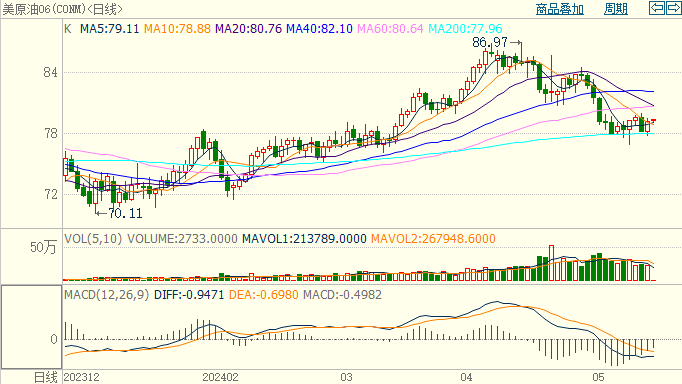 美原油06(CONM)<日线> 商品叠加 周期
K MA5:79.11 MA10:78.88 MA20:80.76 MA40:82.10 MA60:80.64 MA200:77.96
86.97→
84
78
72
←70.11
VOL(5,10) VOLUME:2733.0000 MAVOL1:213789.0000 MAVOL2:267948.6000
50万
MACD(12,26,9) DIFF:-0.9471 DEA:-0.6980 MACD:-0.4982
0
日线 202312 202402 03 04 05